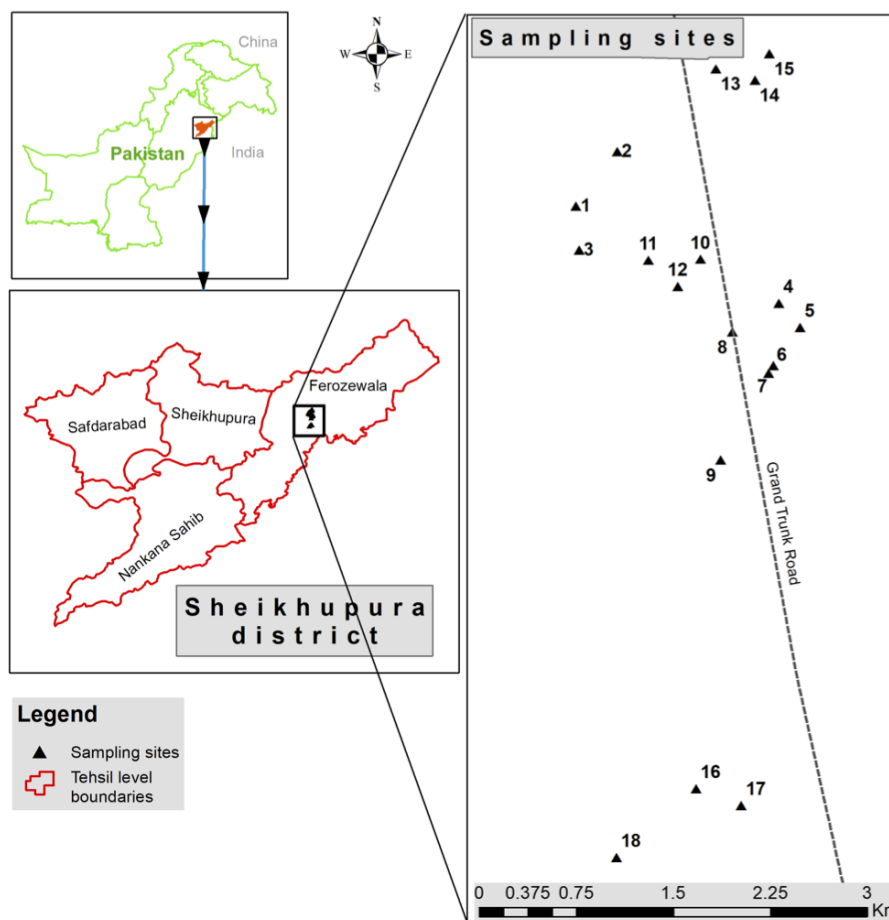 China
Pakistan
India
N
W E
S
Sampling sites
15
13
14
2
1
3
11
10
12
4
5
8
6
7
9
Grand Trunk Road
16
17
18
0 0.375 0.75 1.5 2.25 3
Km
Ferozewala
Sheikhupura
Safdarabad
Nankana Sahib
Sheikhupura
district
Legend
Sampling sites
Tehsil level
boundaries